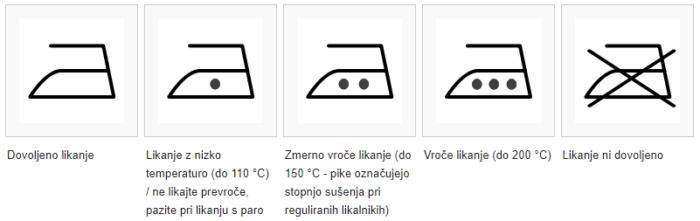 Dovoljeno likanje
Likanje z nizko
temperaturo (do 110 °C)
/ ne likajte prevroče,
pazite pri likanju s paro
Zmerno vroče likanje (do
150 °C - pike označujejo
stopnjo sušenja pri
reguliranih likalnikih)
Vroče likanje (do 200 °C)
Likanje ni dovoljeno